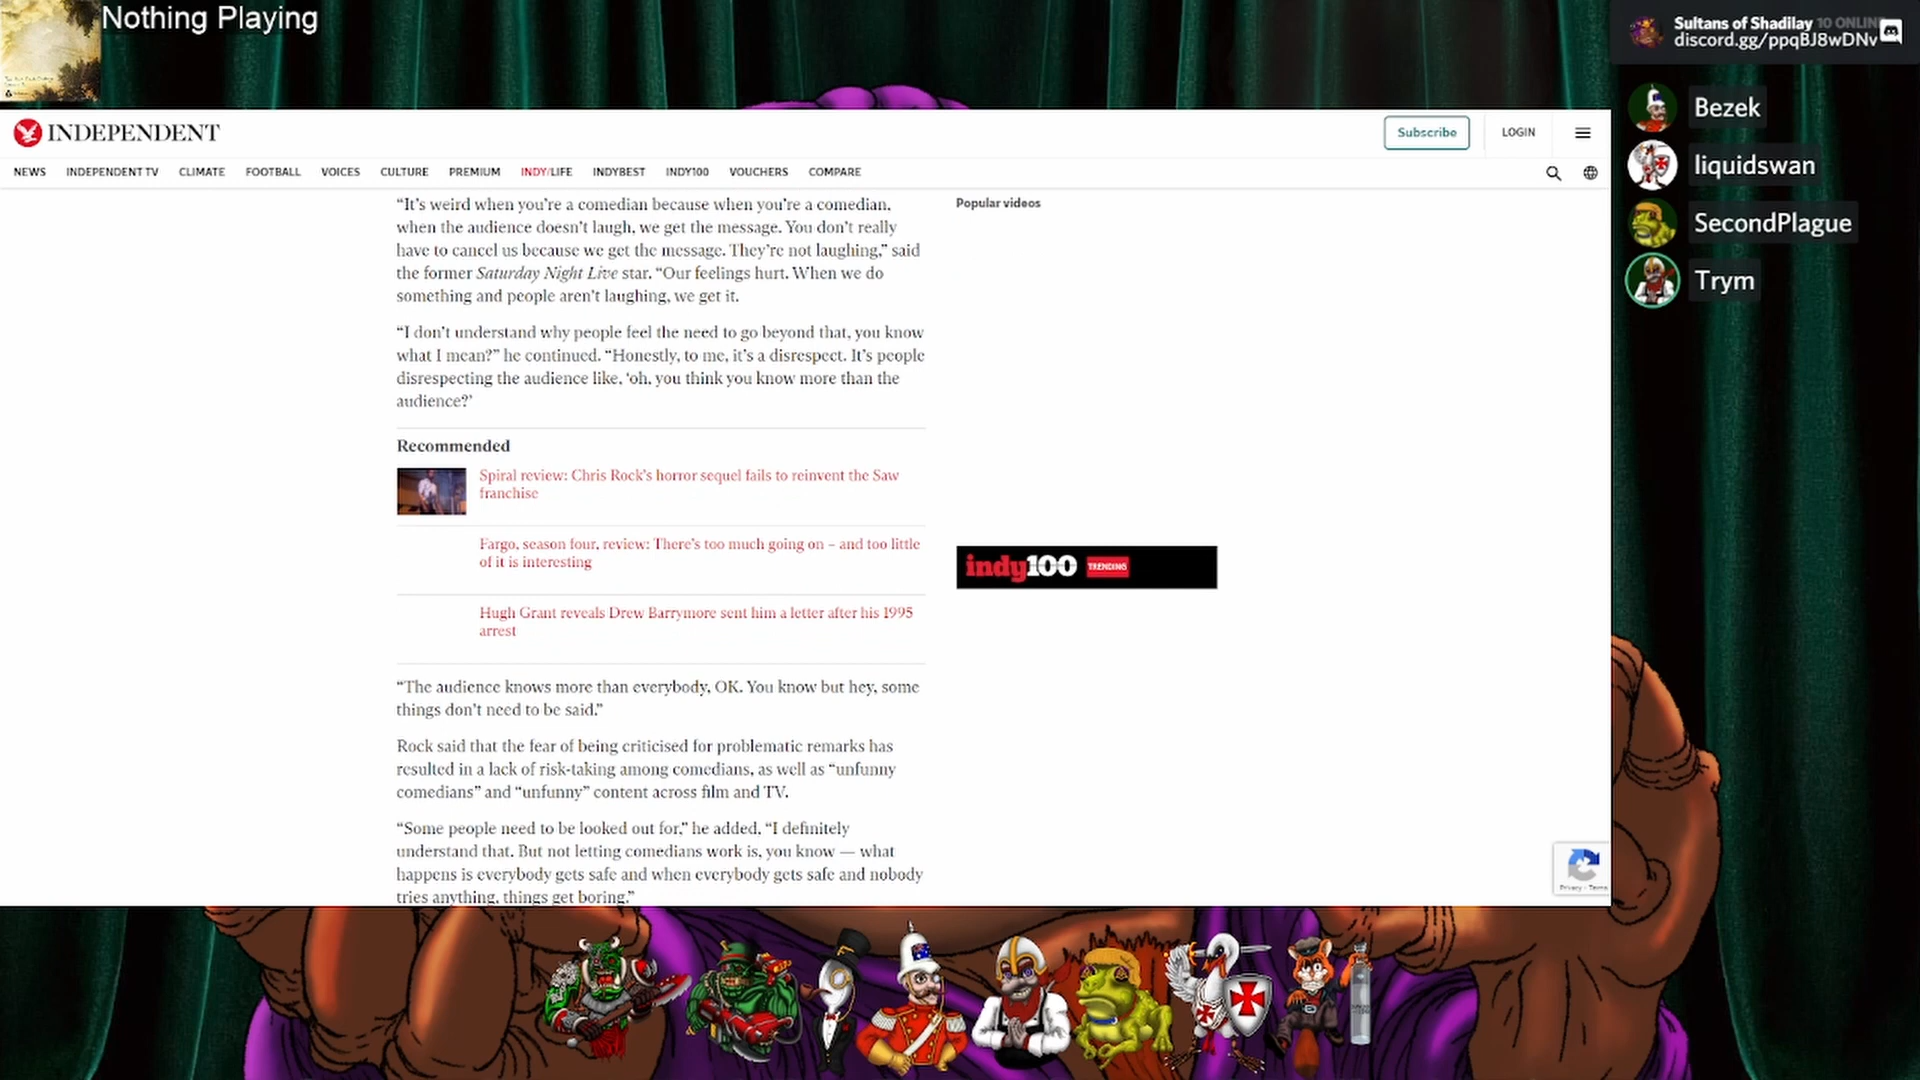 Nothing Playing
Sultans of Shadilay 10 ONLINE
discord.gg/ppqBJ8wDNv
Bezek
liquidswan
SecondPlague
Trym
INDEPENDENT
Subscribe
LOGIN
NEWS INDEPENDENT TV CLIMATE FOOTBALL VOICES CULTURE PREMIUM INDY/LIFE INDYBEST INDY100 VOUCHERS COMPARE
“It’s weird when you’re a comedian because when you’re a comedian,
when the audience doesn’t laugh, we get the message. You don’t really
have to cancel us because we get the message. They’re not laughing,” said
the former Saturday Night Live star. “Our feelings hurt. When we do
something and people aren’t laughing, we get it.
“I don’t understand why people feel the need to go beyond that, you know
what I mean?” he continued. “Honestly, to me, it’s a disrespect. It’s people
disrespecting the audience like, ‘oh, you think you know more than the
audience?’
Recommended
Spiral review: Chris Rock’s horror sequel fails to reinvent the Saw
franchise
Fargo, season four, review: There’s too much going on – and too little
of it is interesting
Hugh Grant reveals Drew Barrymore sent him a letter after his 1995
arrest
“The audience knows more than everybody, OK. You know but hey, some
things don’t need to be said.”
Rock said that the fear of being criticised for problematic remarks has
resulted in a lack of risk-taking among comedians, as well as “unfunny
comedians” and “unfunny” content across film and TV.
“Some people need to be looked out for,” he added, “I definitely
understand that. But not letting comedians work is, you know — what
happens is everybody gets safe and when everybody gets safe and nobody
tries anything, things get boring.”
Popular videos
indy100 TRENDING
Privacy - Terms